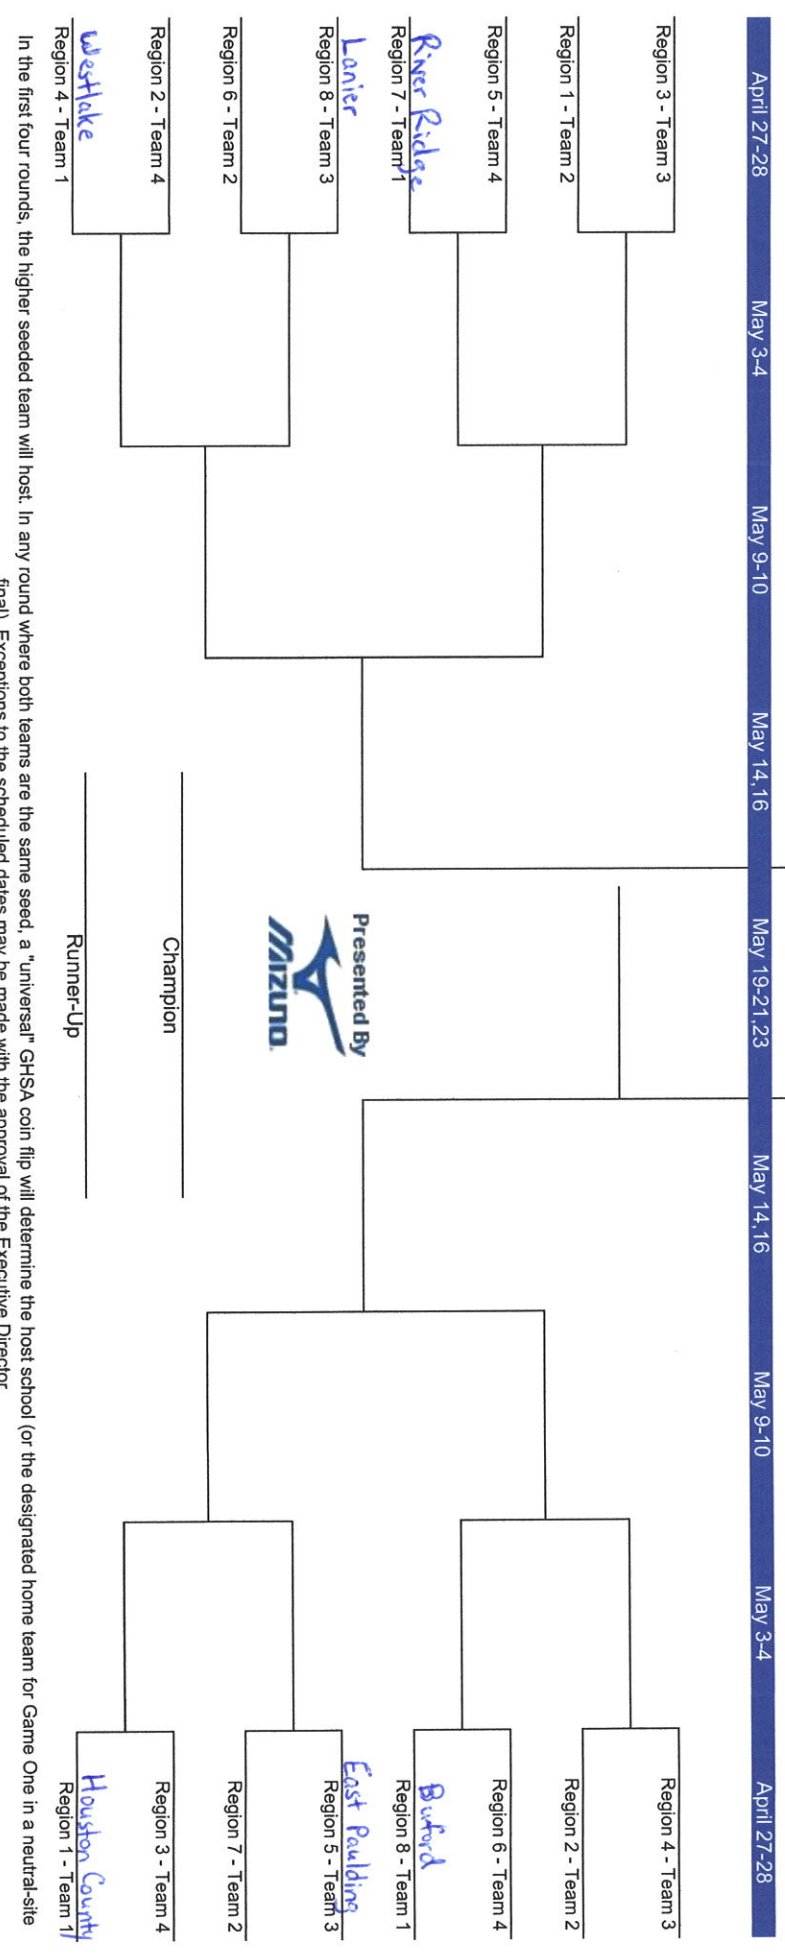 April 27-28
May 3-4
May 9-10
May 14,16
May 19-21,23
May 14,16
May 9-10
May 3-4
April 27-28
Region 3 - Team 3
Region 1 - Team 2
Region 5 - Team 4
River Ridge
Region 7 - Team 1
Lanier
Region 8 - Team 3
Region 6 - Team 2
Region 2 - Team 4
Westlake
Region 4 - Team 1
Presented By
MIZUNO
Champion
Runner-Up
Region 4 - Team 3
Region 2 - Team 2
Region 6 - Team 4
Buford
Region 8 - Team 1
East Paulding
Region 5 - Team 3
Region 7 - Team 2
Region 3 - Team 4
Houston County
Region 1 - Team 1
In the first four rounds, the higher seeded team will host. In any round where both teams are the same seed, a "universal" GHSA coin flip will determine the host school (or the designated home team for Game One in a neutral-site
final). Exceptions to the scheduled dates may be made with the approval of the Executive Director